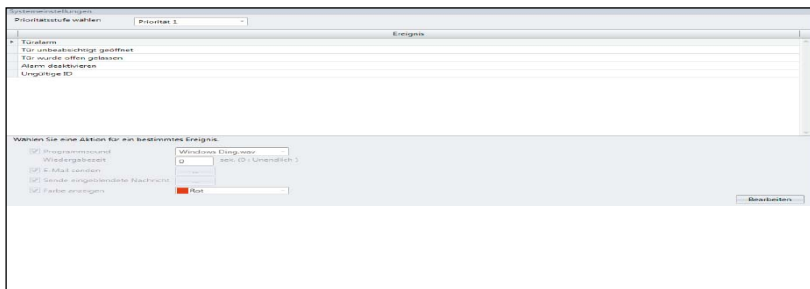 Systemeinstellungen
Prioritätsstufe wählen Priorität 1
Ereignis
Türalarm
Tür unbeabsichtigt geöffnet
Tür wurde offen gelassen
Alarm deaktivieren
Ungültige ID
Wählen Sie eine Aktion für ein bestimmtes Ereignis.
Programmsound Windows Ding.wav
Wiedergabezeit 0 sek. (0 : Unendlich )
E-Mail senden ...
Sende eingeblendete Nachricht ...
Farbe anzeigen Rot
Bearbeiten